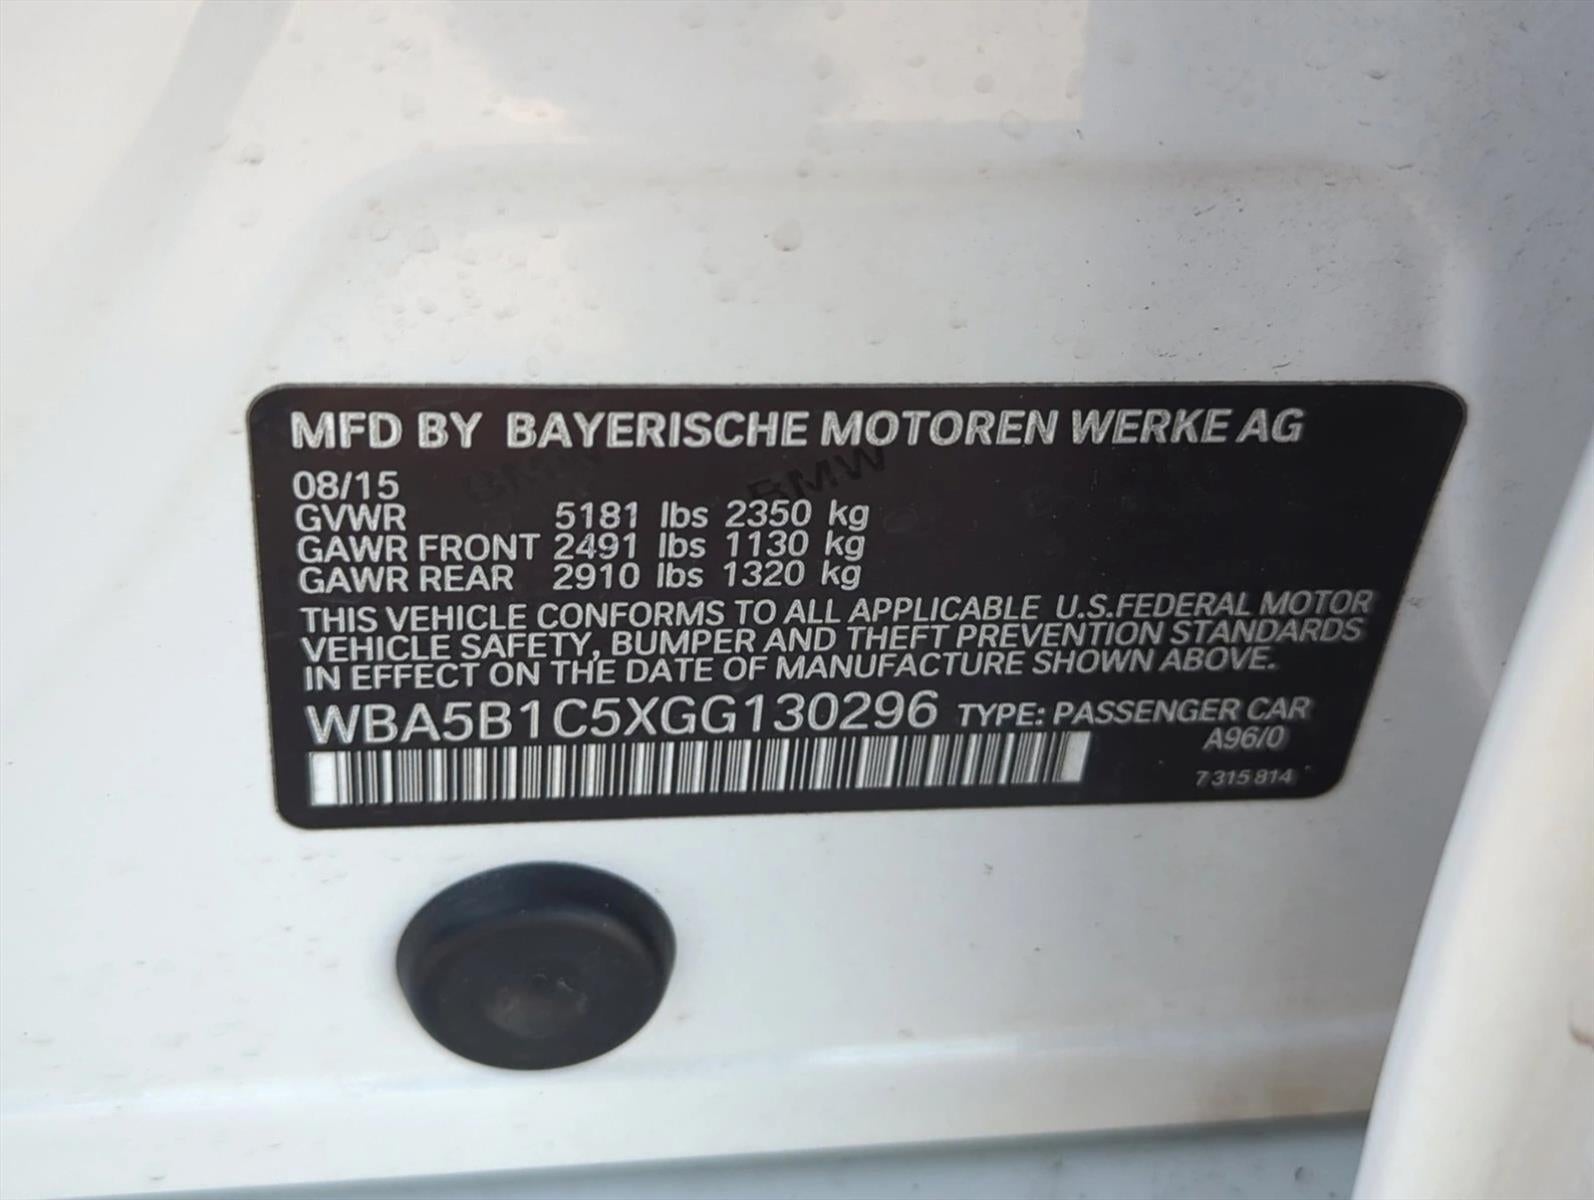 MFD BY BAYERISCHE MOTOREN WERKE AG
BMW BMW
08/15
GVWR 5181 lbs 2350 kg
GAWR FRONT 2491 lbs 1130 kg
GAWR REAR 2910 lbs 1320 kg
THIS VEHICLE CONFORMS TO ALL APPLICABLE U.S.FEDERAL MOTOR
VEHICLE SAFETY, BUMPER AND THEFT PREVENTION STANDARDS
IN EFFECT ON THE DATE OF MANUFACTURE SHOWN ABOVE.
WBA5B1C5XGG130296 TYPE: PASSENGER CAR
A96/0
7 315 814